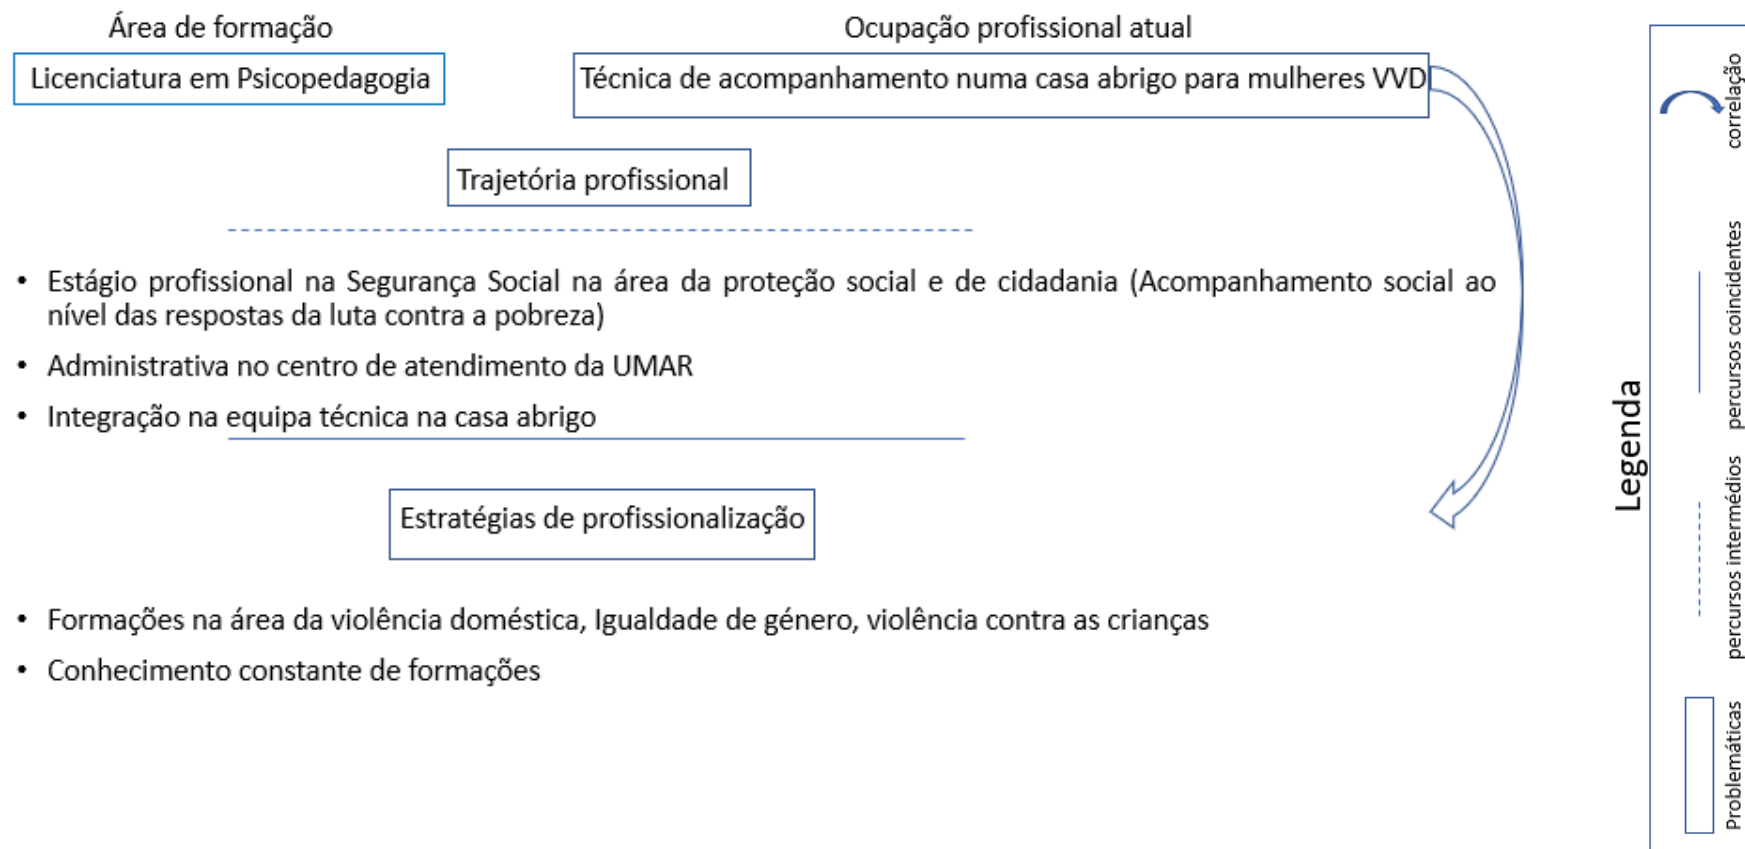 Área de formação
Ocupação profissional atual
Licenciatura em Psicopedagogia
Técnica de acompanhamento numa casa abrigo para mulheres VVD
Trajetória profissional
• Estágio profissional na Segurança Social na área da proteção social e de cidadania (Acompanhamento social ao
nível das respostas da luta contra a pobreza)
• Administrativa no centro de atendimento da UMAR
• Integração na equipa técnica na casa abrigo
Estratégias de profissionalização
• Formações na área da violência doméstica, Igualdade de género, violência contra as crianças
• Conhecimento constante de formações
Legenda
correlação
percursos coincidentes
percursos intermédios
Problemáticas